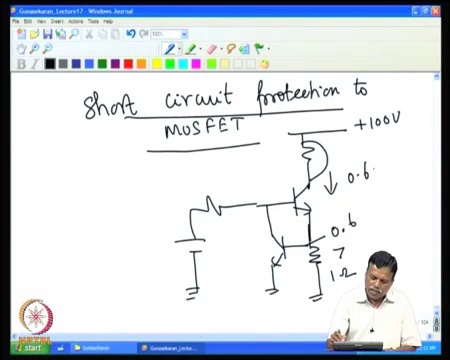 Gunasekaran_Lecture17 - Windows Journal
File Edit View Insert Actions Tools Help
100%
B I
Short circuit protection to
MOSFET
+100V
0.6
0.6
7
1Ω
start
Gunasekaran
Gunasekaran_Lectu...